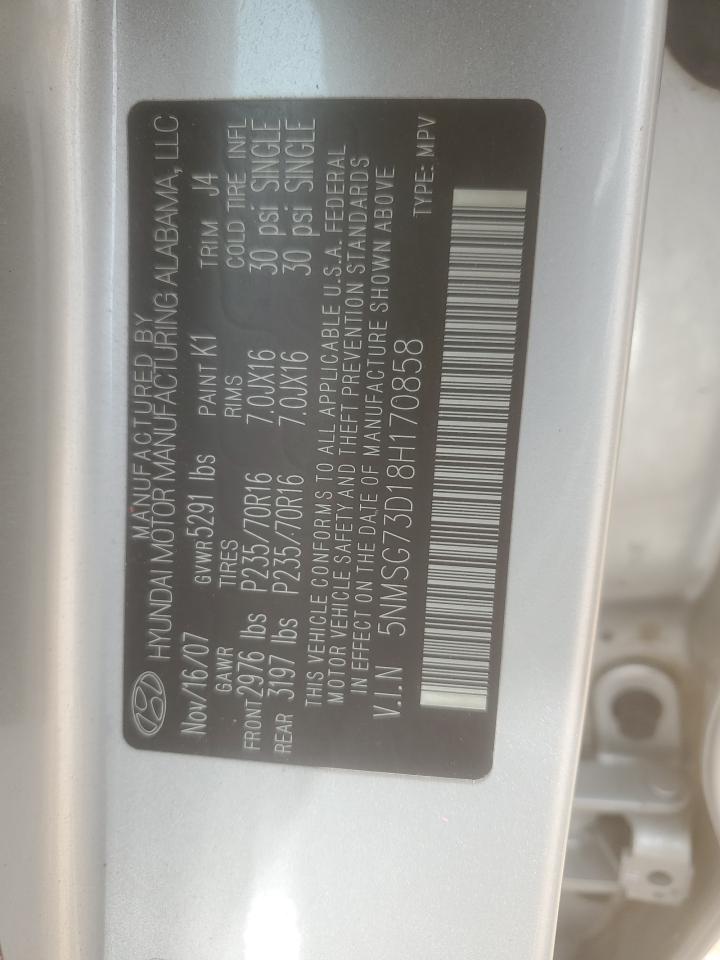 MANUFACTURED BY
HYUNDAI MOTOR MANUFACTURING ALABAMA, LLC
Nov/16/07 GVWR 5291 lbs PAINT K1 TRIM J4
GAWR TIRES RIMS COLD TIRE INFL
FRONT 2976 lbs P235/70R16 7.0JX16 30 psi SINGLE
REAR 3197 lbs P235/70R16 7.0JX16 30 psi SINGLE
THIS VEHICLE CONFORMS TO ALL APPLICABLE U.S.A. FEDERAL
MOTOR VEHICLE SAFETY AND THEFT PREVENTION STANDARDS
IN EFFECT ON THE DATE OF MANUFACTURE SHOWN ABOVE
V.I.N 5NMSG73D18H170858 TYPE: MPV